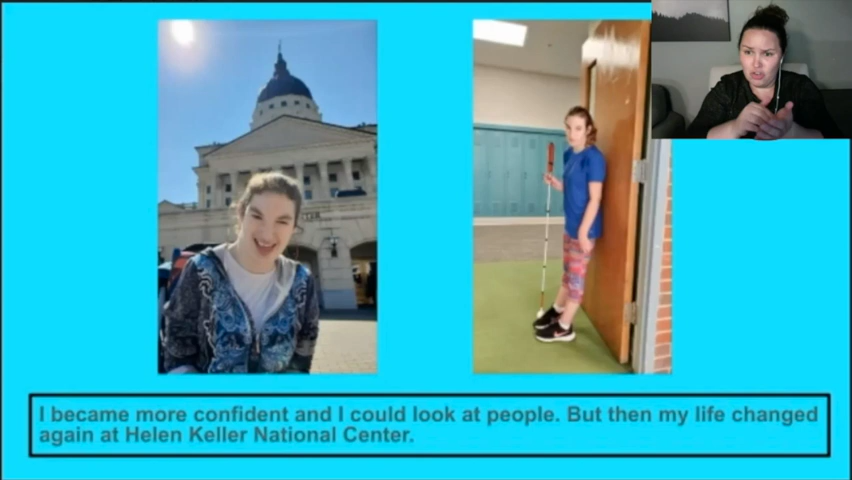 I became more confident and I could look at people. But then my life changed
again at Helen Keller National Center.